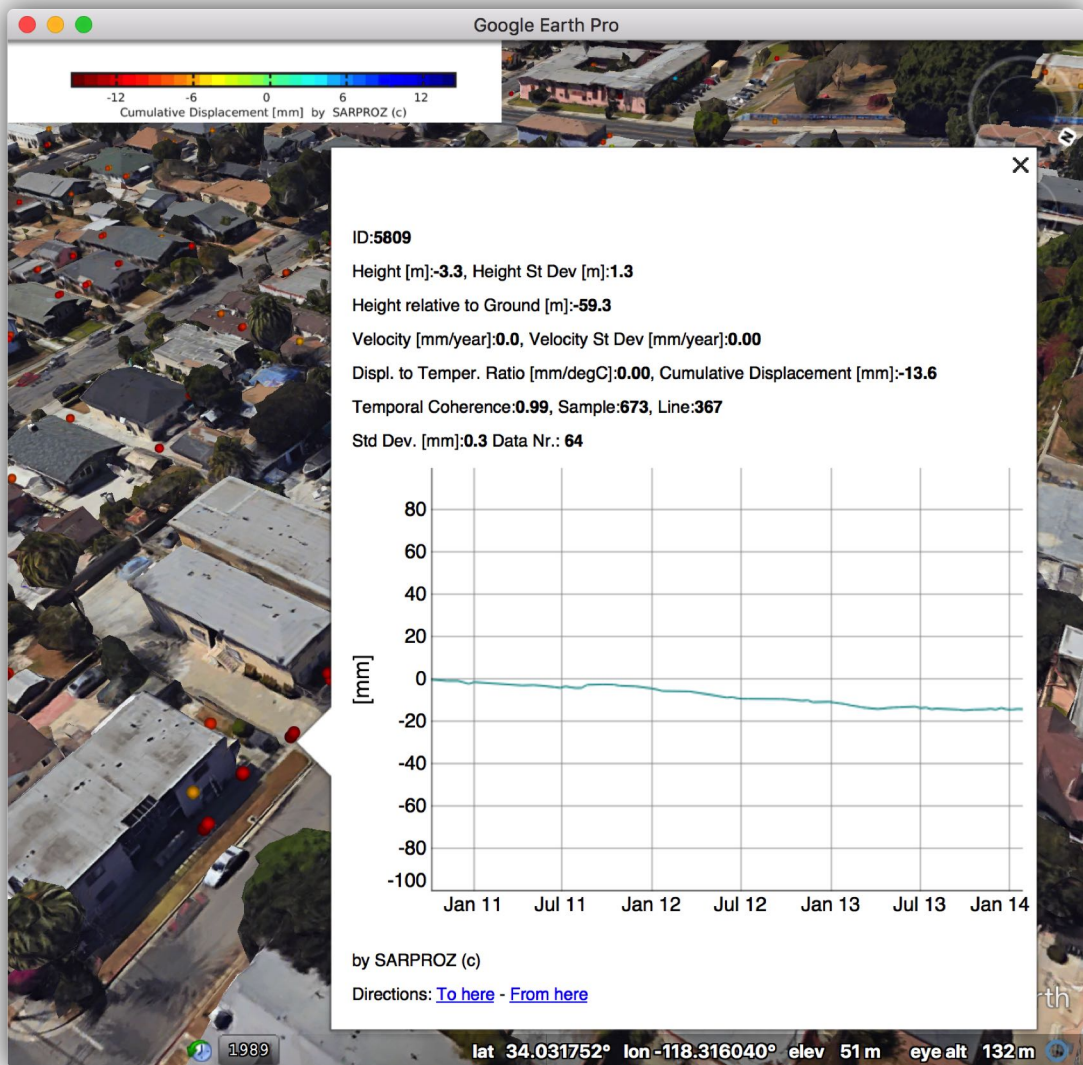 Google Earth Pro
-12 -6 0 6 12
Cumulative Displacement [mm] by SARPROZ (c)
N
ID:5809
Height [m]:-3.3, Height St Dev [m]:1.3
Height relative to Ground [m]:-59.3
Velocity [mm/year]:0.0, Velocity St Dev [mm/year]:0.00
Displ. to Temper. Ratio [mm/degC]:0.00, Cumulative Displacement [mm]:-13.6
Temporal Coherence:0.99, Sample:673, Line:367
Std Dev. [mm]:0.3 Data Nr.: 64
80
60
40
20
0
-20
-40
-60
-80
-100
[mm]
Jan 11 Jul 11 Jan 12 Jul 12 Jan 13 Jul 13 Jan 14
by SARPROZ (c)
Directions: To here - From here
rth
1989
lat 34.031752° lon -118.316040° elev 51 m eye alt 132 m